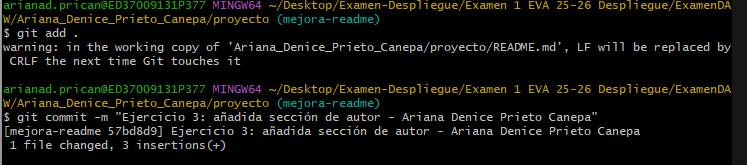 arianad.prican@ED37009131P377 MINGW64 ~/Desktop/Examen-Despliegue/Examen 1 EVA 25-26 Despliegue/ExamenDA
W/Ariana_Denice_Prieto_Canepa/proyecto (mejora-readme)
$ git add .
warning: in the working copy of 'Ariana_Denice_Prieto_Canepa/proyecto/README.md', LF will be replaced by
 CRLF the next time Git touches it
arianad.prican@ED37009131P377 MINGW64 ~/Desktop/Examen-Despliegue/Examen 1 EVA 25-26 Despliegue/ExamenDA
W/Ariana_Denice_Prieto_Canepa/proyecto (mejora-readme)
$ git commit -m "Ejercicio 3: añadida sección de autor - Ariana Denice Prieto Canepa"
[mejora-readme 57bd8d9] Ejercicio 3: añadida sección de autor - Ariana Denice Prieto Canepa
 1 file changed, 3 insertions(+)